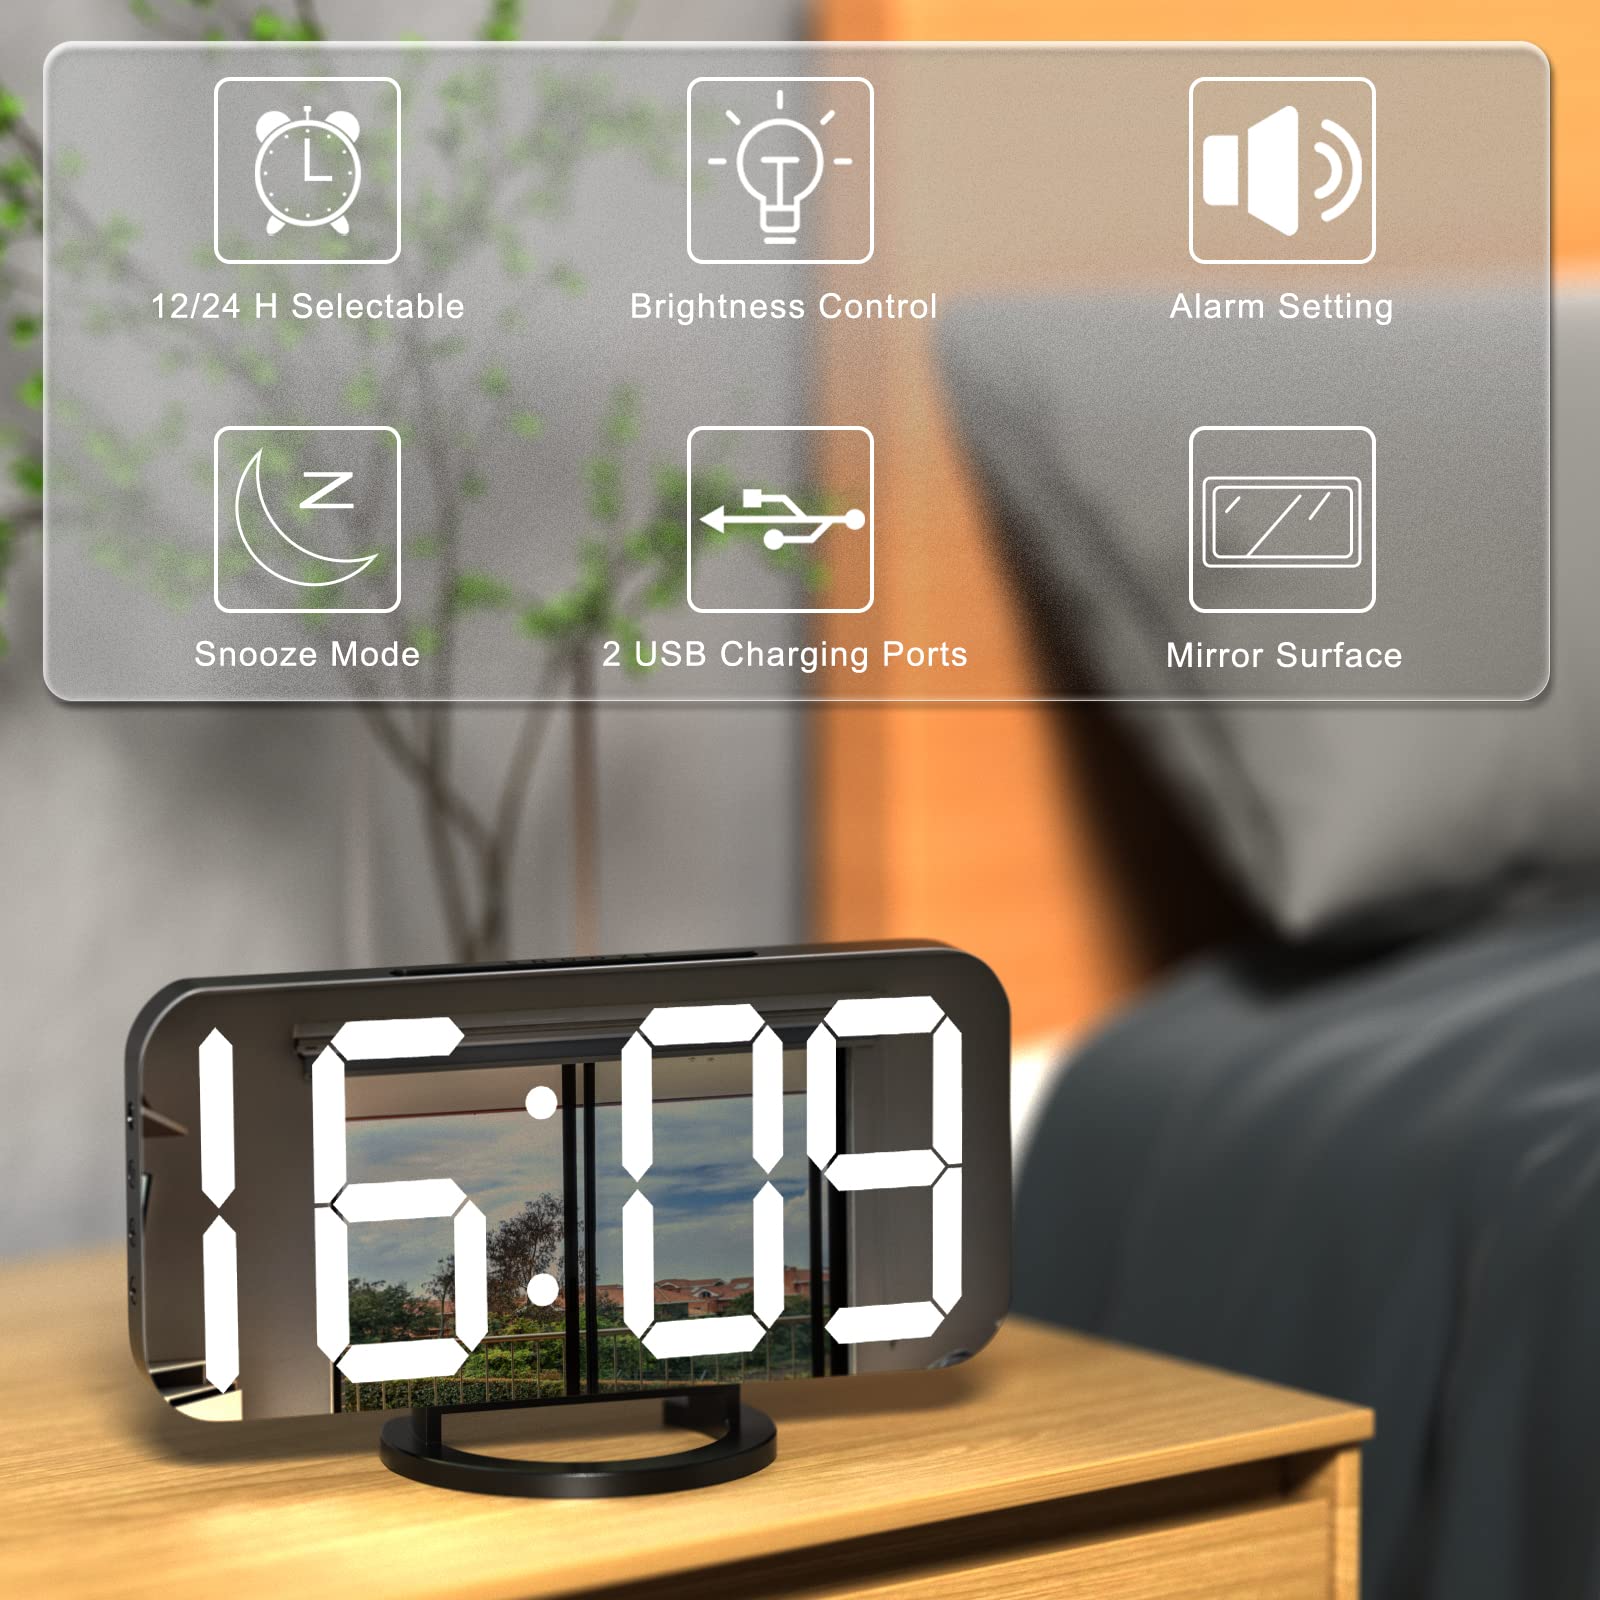 12/24 H Selectable
Brightness Control
Alarm Setting
Snooze Mode
2 USB Charging Ports
Mirror Surface
16:09